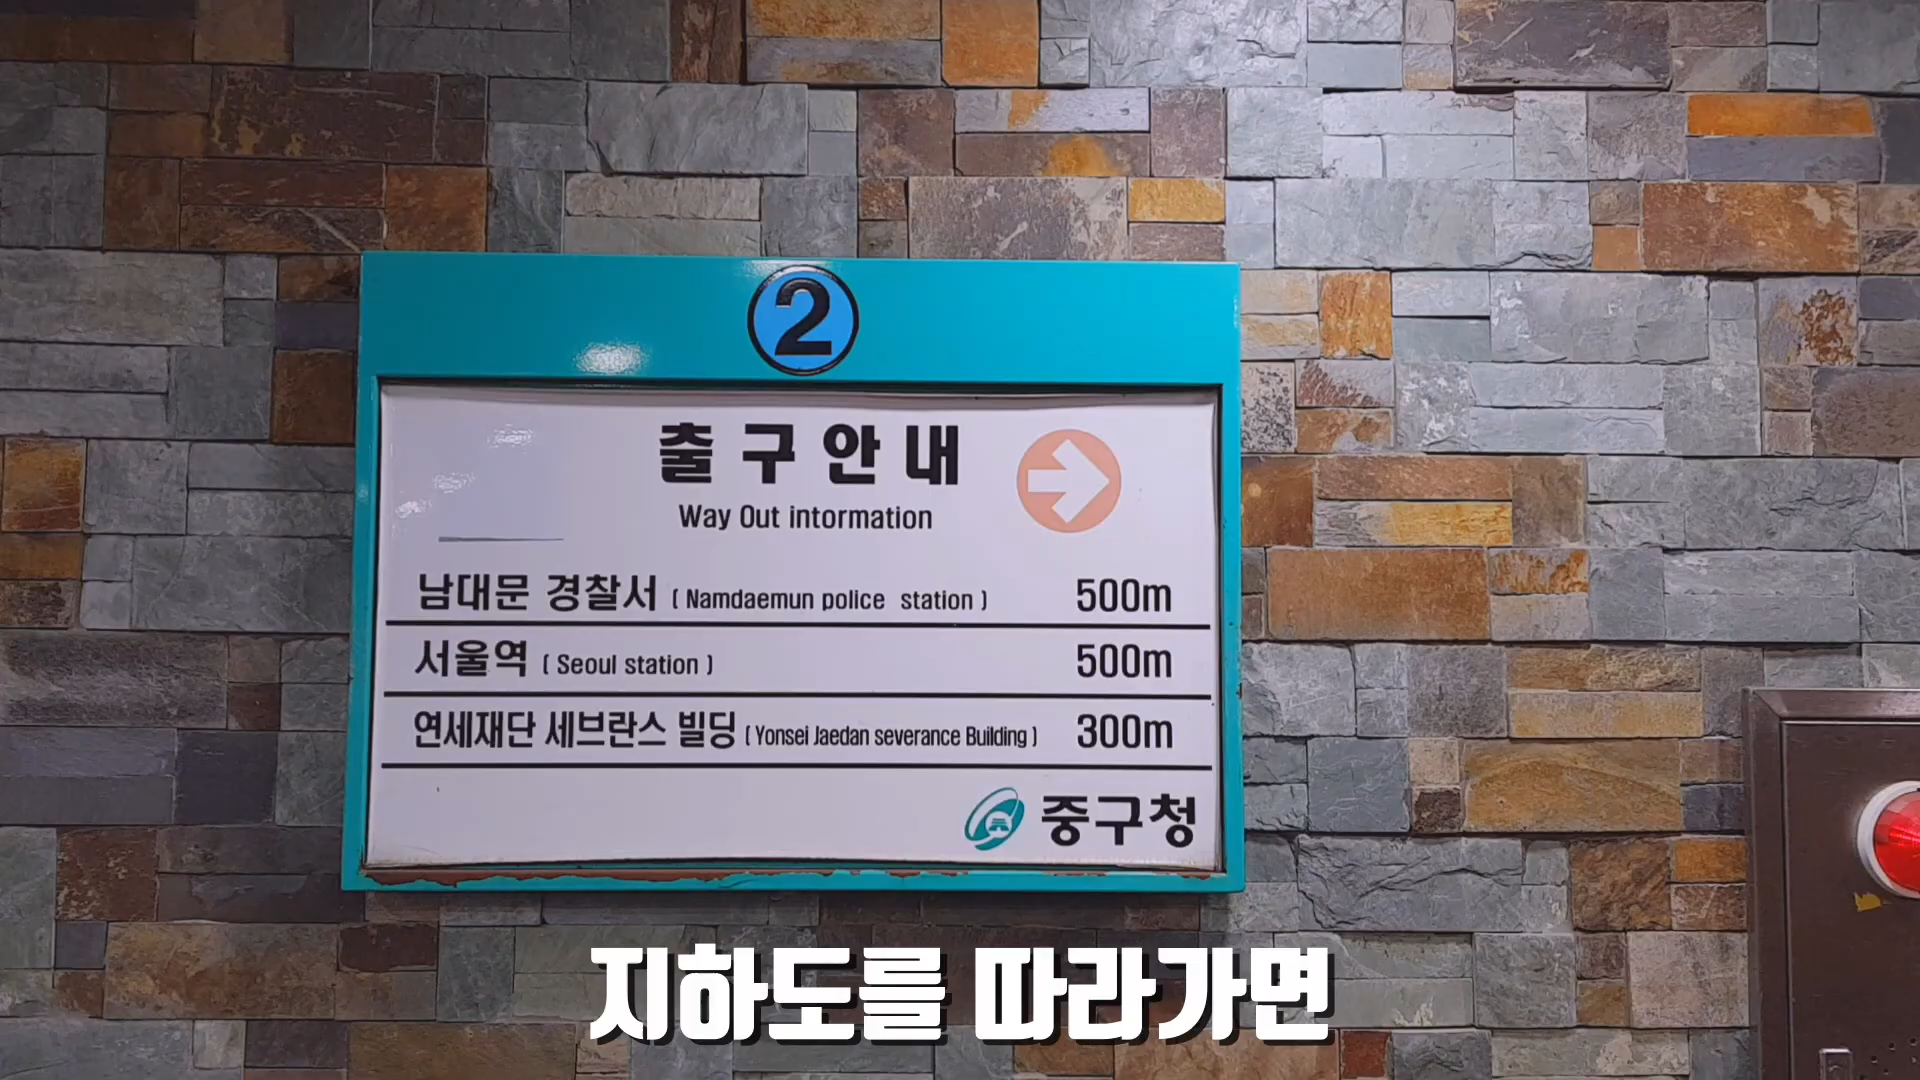 2
출구안내
Way Out intormation
남대문 경찰서 ( Namdaemun police station ) 500m
서울역 ( Seoul station ) 500m
연세재단 세브란스 빌딩 ( Yonsei Jaedan severance Building ) 300m
중구청
지하도를 따라가면